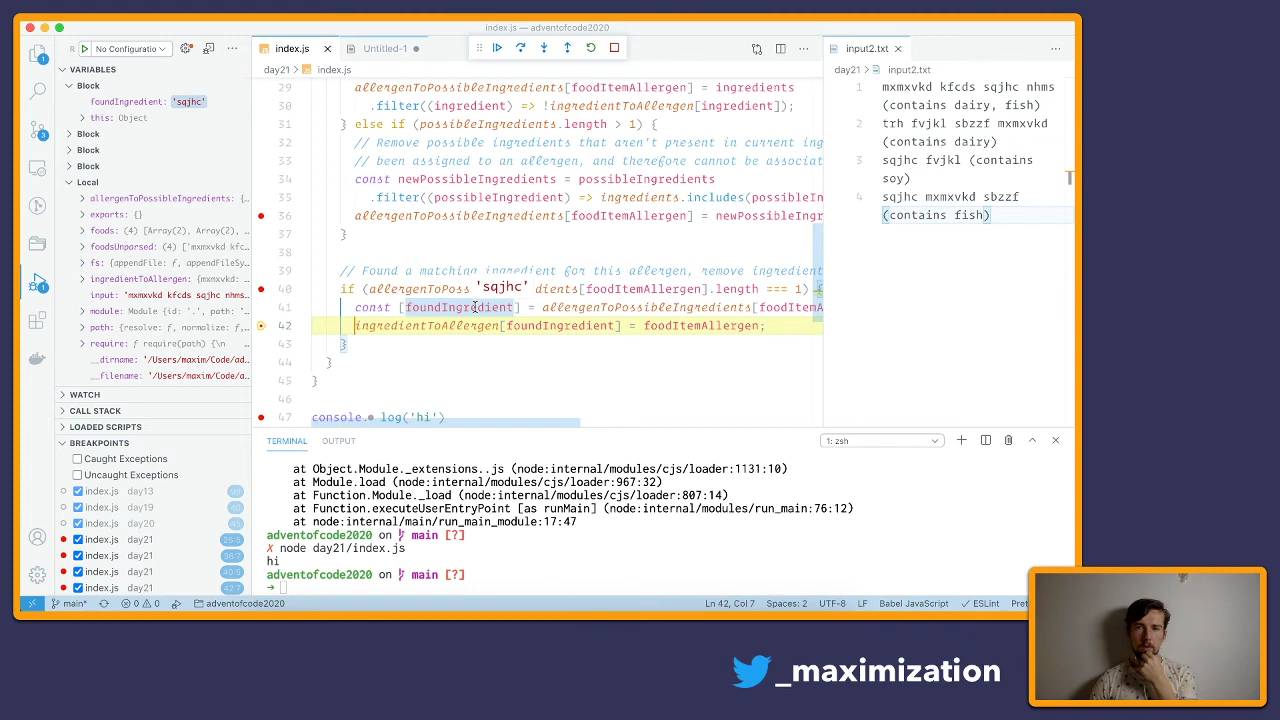 index.js — adventofcode2020
No Configuratio
index.js
Untitled-1
input2.txt
day21 > index.js
day21 > input2.txt
VARIABLES
Block
foundIngredient: 'sqjhc'
this: Object
Block
Block
Block
Local
allergenToPossibleIngredients: {…
exports: {}
foods: (4) [Array(2), Array(2), A…
foodsUnparsed: (4) ['mxmxvkd kfc…
fs: {appendFile: ƒ, appendFileSy…
ingredientToAllergen: {mxmxvkd:…
input: "mxmxvkd kfcds sqjhc nhms…
module: Module {id: '.', path: …
path: {resolve: ƒ, normalize: ƒ,…
require: ƒ require(path) {\n
__dirname: '/Users/maxim/Code/ad…
__filename: '/Users/maxim/Code/a…
WATCH
CALL STACK
LOADED SCRIPTS
BREAKPOINTS
Caught Exceptions
Uncaught Exceptions
index.js day13
index.js day19
index.js day20
index.js day21 26:5
index.js day21 36:7
index.js day21 40:5
index.js day21 42:7
29 allergenToPossibleIngredients[foodItemAllergen] = ingredients
30 .filter((ingredient) => !ingredientToAllergen[ingredient]);
31 } else if (possibleIngredients.length > 1) {
32 // Remove possible ingredients that aren't present in current ing
33 // been assigned to an allergen, and therefore cannot be associat
34 const newPossibleIngredients = possibleIngredients
35 .filter((possibleIngredient) => ingredients.includes(possibleIn
36 allergenToPossibleIngredients[foodItemAllergen] = newPossibleIngr
37 }
38
39 // Found a matching ingredient for this allergen, remove ingredient
40 if (allergenToPoss 'sqjhc' dients[foodItemAllergen].length === 1) {
41 const [foundIngredient] = allergenToPossibleIngredients[foodItemA
42 ingredientToAllergen[foundIngredient] = foodItemAllergen;
43 }
44 }
45 }
46
47 console. log('hi')
1 mxmxvkd kfcds sqjhc nhms
(contains dairy, fish)
2 trh fvjkl sbzzf mxmxvkd
(contains dairy)
3 sqjhc fvjkl (contains
soy)
4 sqjhc mxmxvkd sbzzf
(contains fish)
TERMINAL
OUTPUT
1: zsh
at Object.Module._extensions..js (node:internal/modules/cjs/loader:1131:10)
at Module.load (node:internal/modules/cjs/loader:967:32)
at Function.Module._load (node:internal/modules/cjs/loader:807:14)
at Function.executeUserEntryPoint [as runMain] (node:internal/modules/run_main:76:12)
at node:internal/main/run_main_module:17:47
adventofcode2020 on main [?]
✗ node day21/index.js
hi
adventofcode2020 on main [?]
→
main*
0 0
adventofcode2020
Ln 42, Col 7
Spaces: 2
UTF-8
LF
Babel JavaScript
✓ ESLint
Pret
_maximization